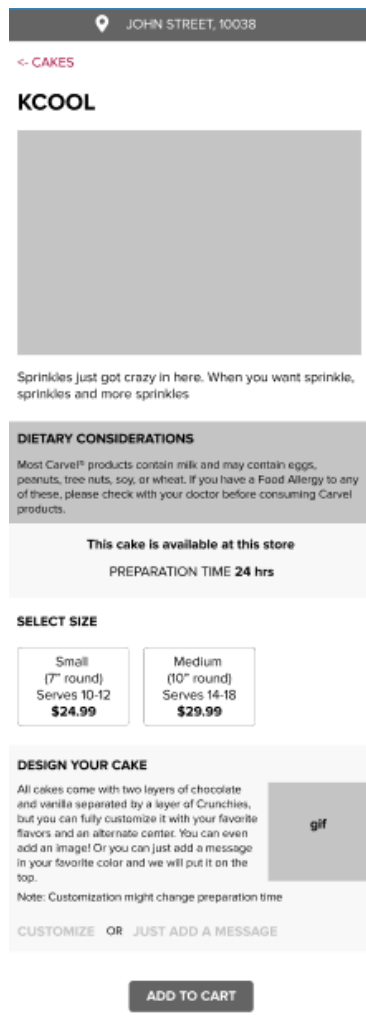 JOHN STREET, 10038
<- CAKES
KCOOL
Sprinkles just got crazy in here. When you want sprinkle,
sprinkles and more sprinkles
DIETARY CONSIDERATIONS
Most Carvel® products contain milk and may contain eggs,
peanuts, tree nuts, soy, or wheat. If you have a Food Allergy to any
of these, please check with your doctor before consuming Carvel
products.
This cake is available at this store
PREPARATION TIME 24 hrs
SELECT SIZE
Small
(7" round)
Serves 10-12
$24.99
Medium
(10" round)
Serves 14-18
$29.99
DESIGN YOUR CAKE
All cakes come with two layers of chocolate
and vanilla separated by a layer of Crunchies,
but you can fully customize it with your favorite
flavors and an alternate center. You can even
add an image! Or you can just add a message
in your favorite color and we will put it on the
top.
gif
Note: Customization might change preparation time
CUSTOMIZE OR JUST ADD A MESSAGE
ADD TO CART